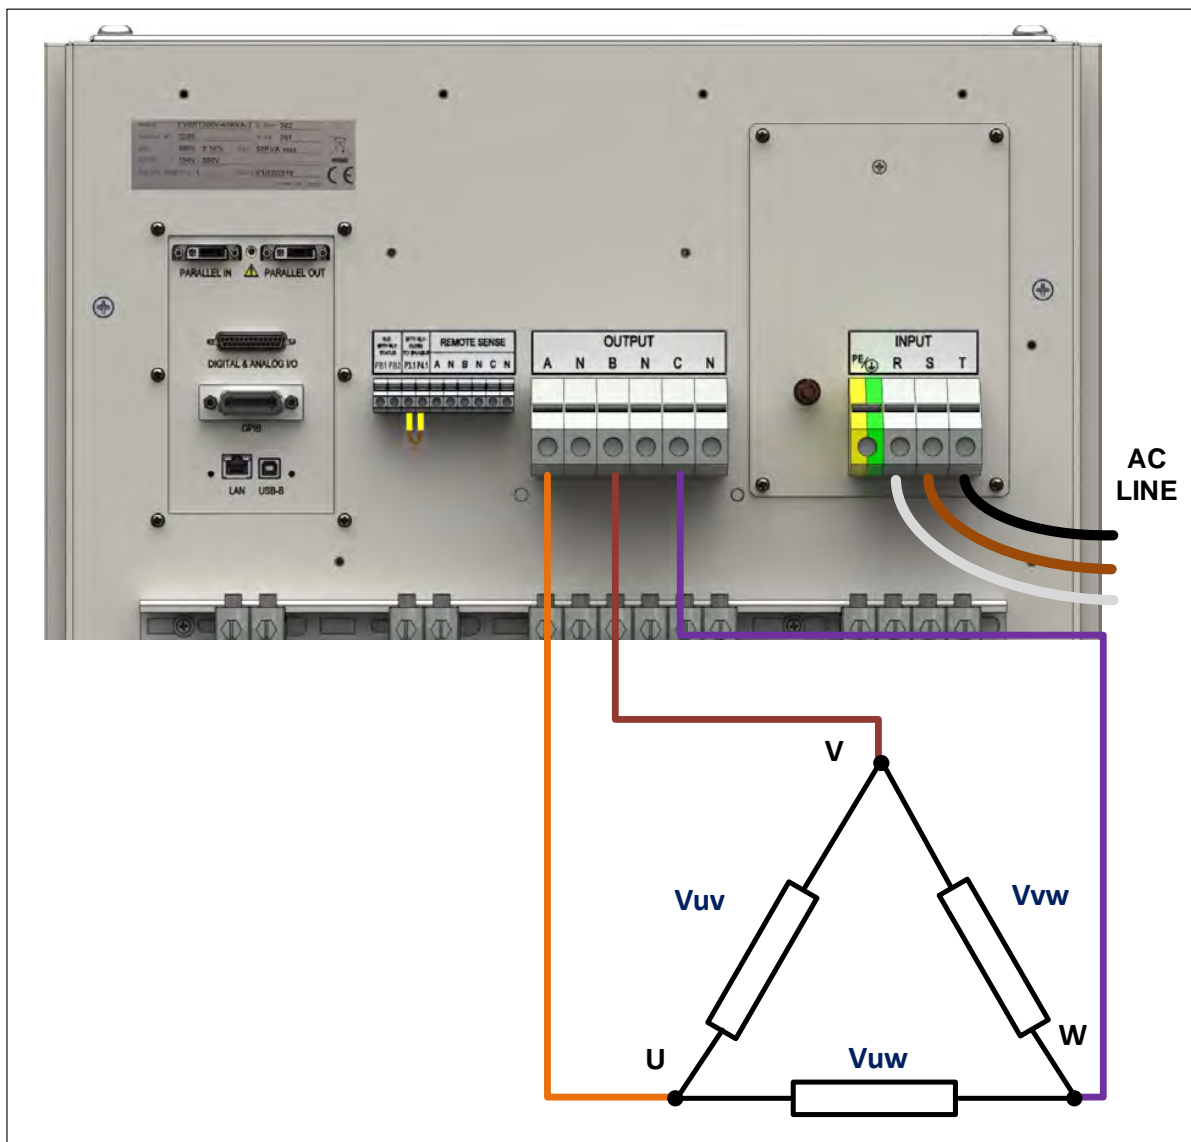 PARALLEL IN
PARALLEL OUT
DIGITAL & ANALOG I/O
GPIB
LAN
USB-B
REMOTE SENSE
A N B N C N
OUTPUT
A N B N C N
INPUT
PE/ R S T
CE
AC
LINE
V
Vuv
Vvw
U
Vuw
W